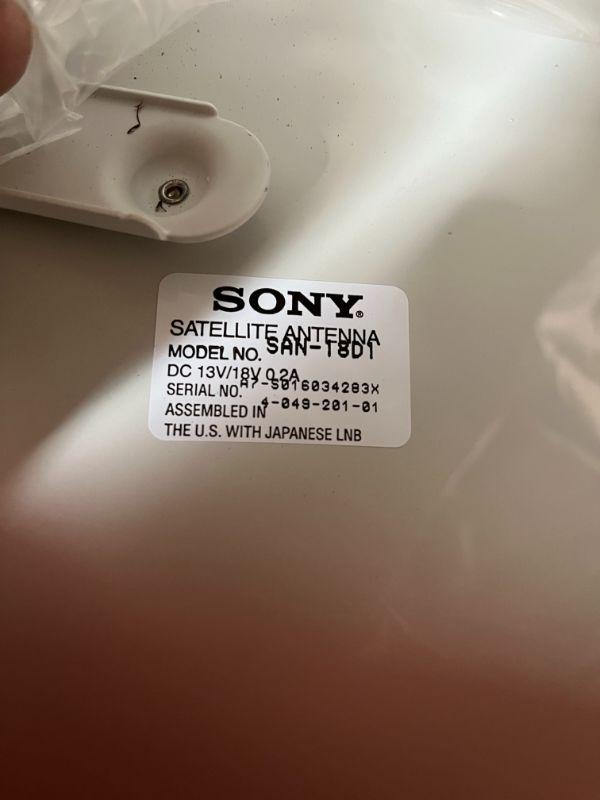 SONY®
SATELLITE ANTENNA
MODEL NO. SAN-18D1
DC 13V/18V 0.2A
SERIAL NO. A7-S016034283X
4-049-201-01
ASSEMBLED IN
THE U.S. WITH JAPANESE LNB